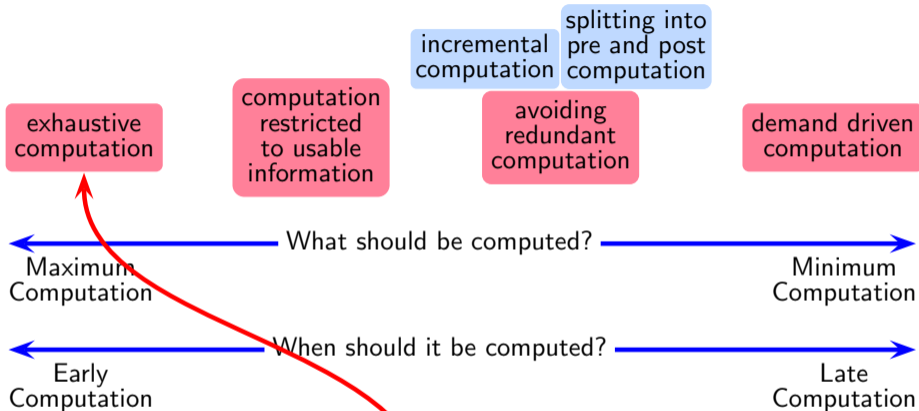 incremental
computation
splitting into
pre and post
computation
exhaustive
computation
computation
restricted
to usable
information
avoiding
redundant
computation
demand driven
computation
What should be computed?
Maximum
Computation
Minimum
Computation
When should it be computed?
Early
Computation
Late
Computation